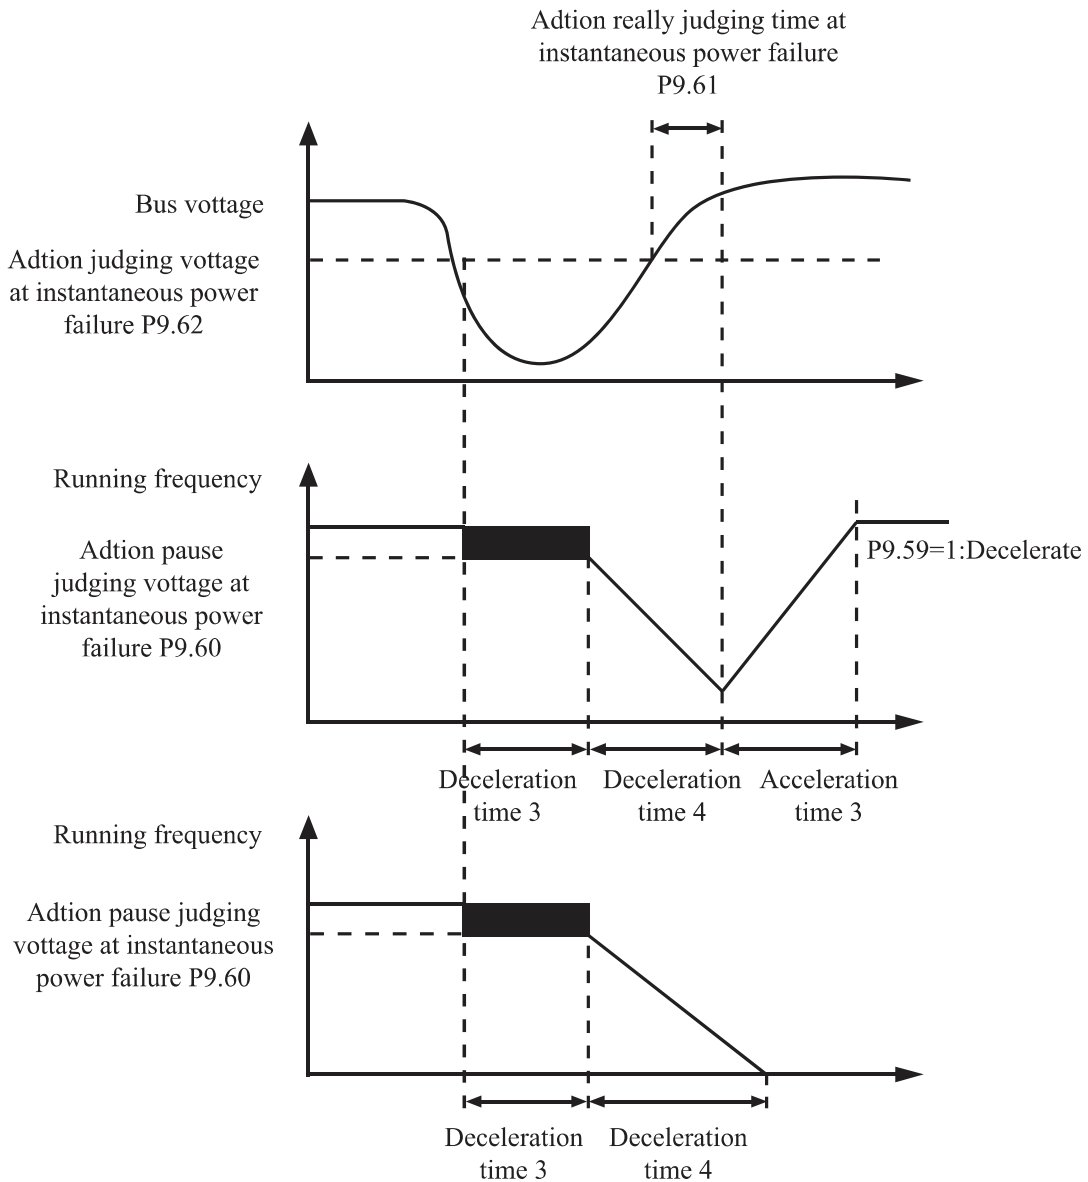 Adtion really judging time at
instantaneous power failure
P9.61
Bus vottage
Adtion judging vottage
at instantaneous power
failure P9.62
Running frequency
Adtion pause
judging vottage at
instantaneous power
failure P9.60
P9.59=1:Decelerate
Deceleration
time 3
Deceleration
time 4
Acceleration
time 3
Running frequency
Adtion pause judging
vottage at instantaneous
power failure P9.60
Deceleration
time 3
Deceleration
time 4